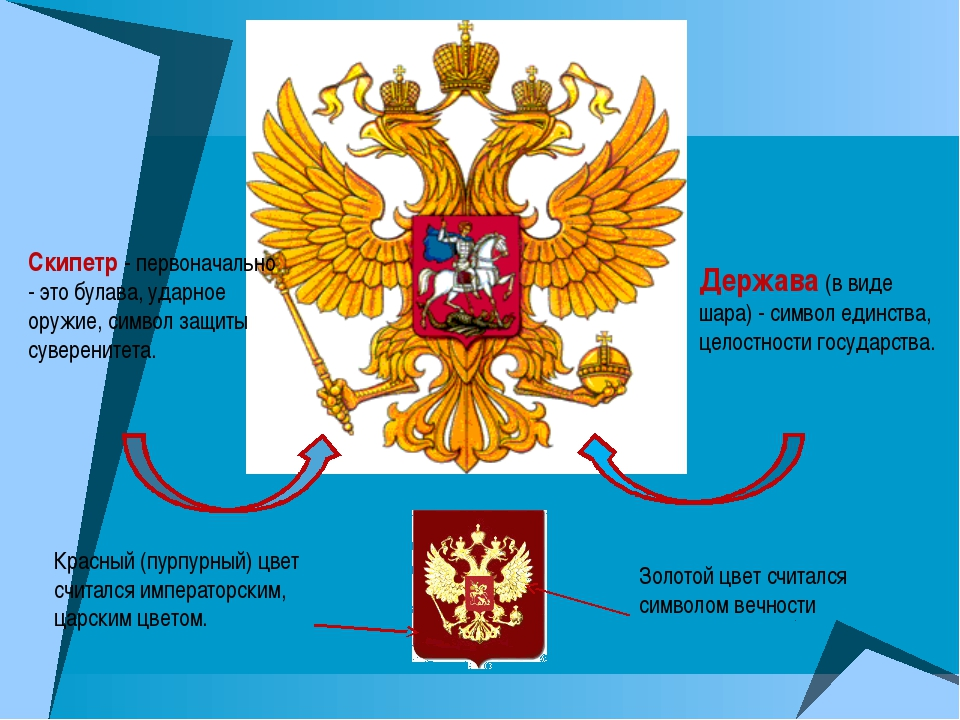 Скипетр - первоначально
- это булава, ударное
оружие, символ защиты
суверенитета.
Держава (в виде
шара) - символ единства,
целостности государства.
Красный (пурпурный) цвет
считался императорским,
царским цветом.
Золотой цвет считался
символом вечности